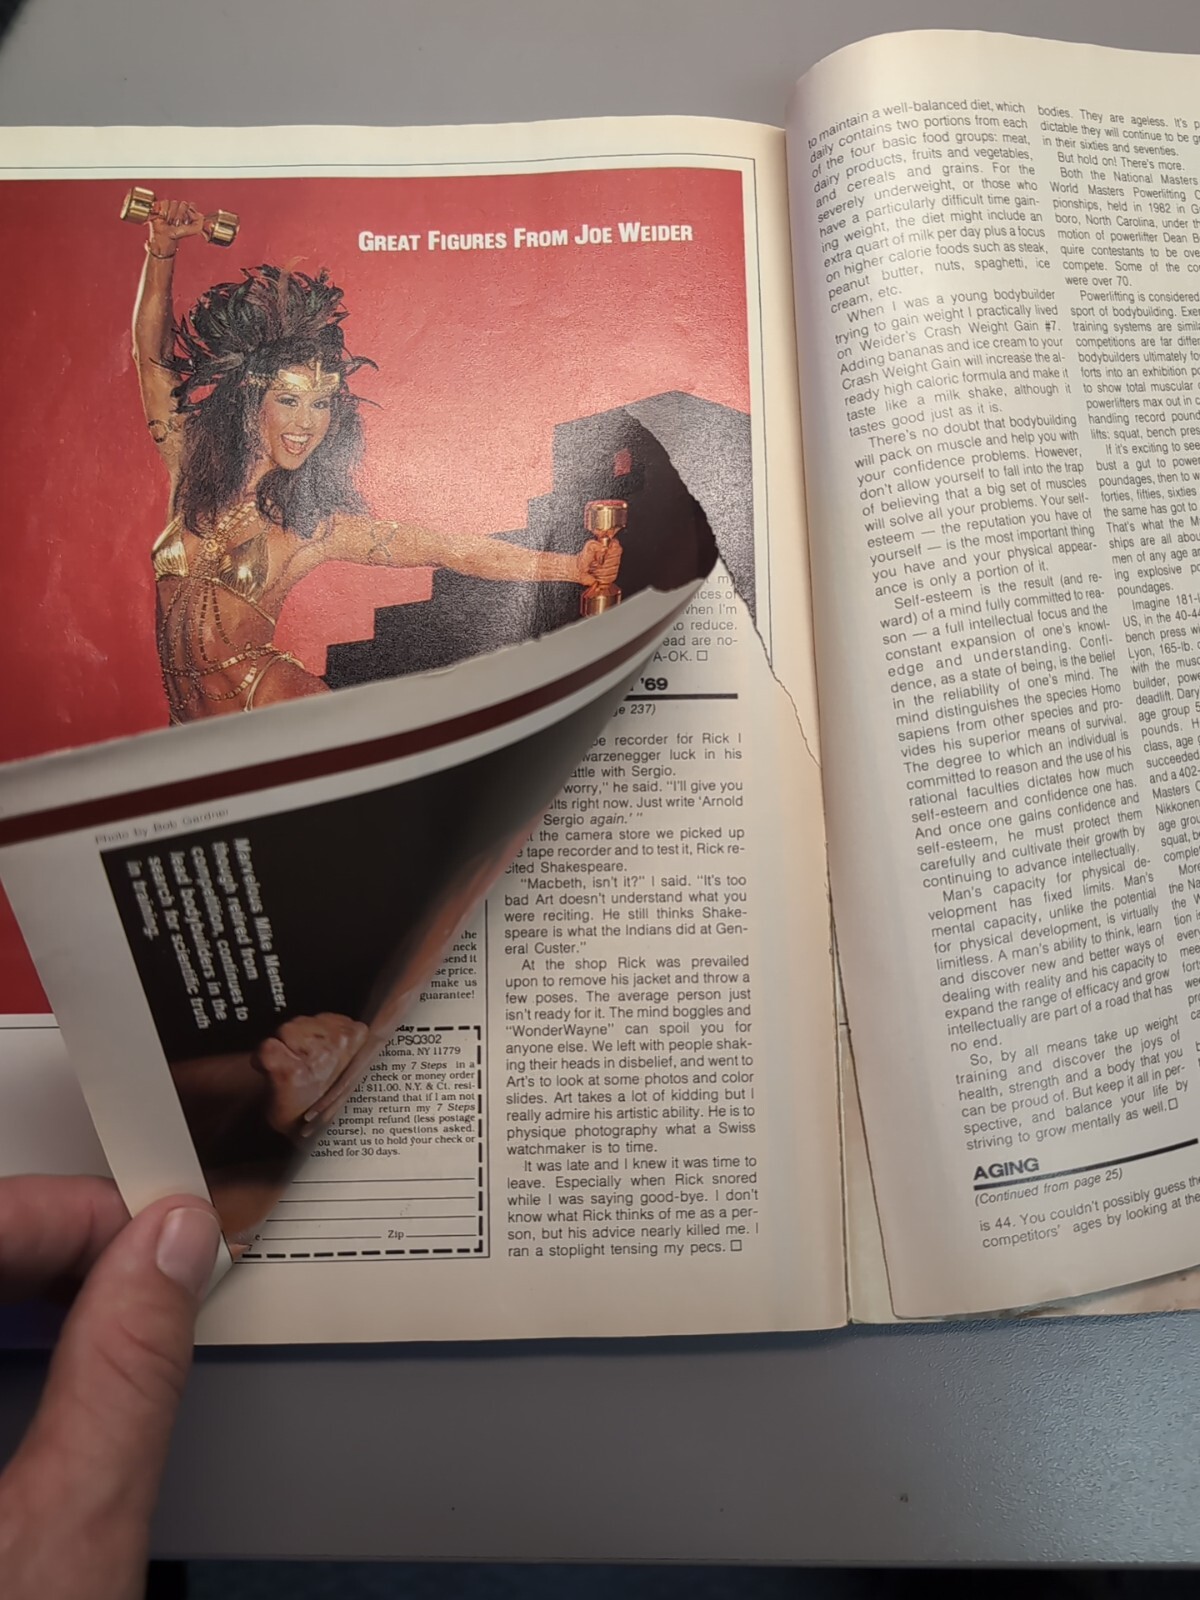 GREAT FIGURES FROM JOE WEIDER
Photo by Bob Gardner
Marvelous Mike Mentzer,
though retired from
competition, continues to
lead bodybuilders in the
search for scientific truth
in training.
when I'm
to reduce.
ead are no-
A-OK. □
'69
237)
recorder for Rick I
warzenegger luck in his
attle with Sergio.
worry," he said. "I'll give you
right now. Just write 'Arnold
Sergio again.' "
the camera store we picked up
tape recorder and to test it, Rick re-
cited Shakespeare.
"Macbeth, isn't it?" I said. "It's too
bad Art doesn't understand what you
were reciting. He still thinks Shake-
speare is what the Indians did at Gen-
eral Custer."
At the shop Rick was prevailed
upon to remove his jacket and throw a
few poses. The average person just
isn't ready for it. The mind boggles and
"WonderWayne" can spoil you for
anyone else. We left with people shak-
ing their heads in disbelief, and went to
Art's to look at some photos and color
slides. Art takes a lot of kidding but I
really admire his artistic ability. He is to
physique photography what a Swiss
watchmaker is to time.
It was late and I knew it was time to
leave. Especially when Rick snored
while I was saying good-bye. I don't
know what Rick thinks of me as a per-
son, but his advice nearly killed me. I
ran a stoplight tensing my pecs. □
the
neck
send it
price.
make us
guarantee!
PSQ302
NY 11779
my 7 Steps in a
check or money order
$11.00. N.Y. & Ct. resi-
understand that if I am not
I may return my 7 Steps
prompt refund (less postage
course), no questions asked.
you want us to hold your check or
cashed for 30 days.
Zip
to maintain a well-balanced diet, which
daily contains two portions from each
of the four basic food groups: meat,
dairy products, fruits and vegetables,
and cereals and grains. For the
severely underweight, or those who
have a particularly difficult time gain-
ing weight, the diet might include an
extra quart of milk per day plus a focus
on higher calorie foods such as steak,
peanut butter, nuts, spaghetti, ice
cream, etc.
When I was a young bodybuilder
trying to gain weight I practically lived
on Weider's Crash Weight Gain #7.
Adding bananas and ice cream to your
Crash Weight Gain will increase the al-
ready high caloric formula and make it
taste like a milk shake, although it
tastes good just as it is.
There's no doubt that bodybuilding
will pack on muscle and help you with
your confidence problems. However,
don't allow yourself to fall into the trap
of believing that a big set of muscles
will solve all your problems. Your self-
esteem — the reputation you have of
yourself — is the most important thing
you have and your physical appear-
ance is only a portion of it.
Self-esteem is the result (and re-
ward) of a mind fully committed to rea-
son — a full intellectual focus and the
constant expansion of one's knowl-
edge and understanding. Confi-
dence, as a state of being, is the belief
in the reliability of one's mind. The
mind distinguishes the species Homo
sapiens from other species and pro-
vides his superior means of survival.
The degree to which an individual is
committed to reason and the use of his
rational faculties dictates how much
self-esteem and confidence one has.
And once one gains confidence and
self-esteem, he must protect them
carefully and cultivate their growth by
continuing to advance intellectually.
Man's capacity for physical de-
velopment has fixed limits. Man's
mental capacity, unlike the potential
for physical development, is virtually
limitless. A man's ability to think, learn
and discover new and better ways of
dealing with reality and his capacity to
expand the range of efficacy and grow
intellectually are part of a road that has
no end.
So, by all means take up weight
training and discover the joys of
health, strength and a body that you
can be proud of. But keep it all in per-
spective, and balance your life by
striving to grow mentally as well. □
AGING
(Continued from page 25)
is 44. You couldn't possibly guess the
competitors' ages by looking at the
bodies. They are ageless. It's p
dictable they will continue to be g
in their sixties and seventies.
But hold on! There's more.
Both the National Masters
World Masters Powerlifting C
pionships, held in 1982 in G
boro, North Carolina, under th
motion of powerlifter Dean B
quire contestants to be ove
compete. Some of the co
were over 70.
Powerlifting is considered
sport of bodybuilding. Exer
training systems are simila
competitions are far differ
bodybuilders ultimately fo
forts into an exhibition po
to show total muscular
powerlifters max out in c
handling record pound
lifts: squat, bench pres
If it's exciting to see
bust a gut to power
poundages, then to w
forties, fifties, sixties
the same has got to
That's what the M
ships are all abou
men of any age ar
ing explosive po
poundages.
Imagine 181-l
US, in the 40-44
bench press w
Lyon, 165-lb. c
with the musc
builder, powe
deadlift. Dary
age group 5
pounds. H
class, age g
succeeded
and a 402-
Masters C
Nikkonen
age grou
squat, b
complet
More
the Na
the W
tion i
every
mee
fort
we
ca